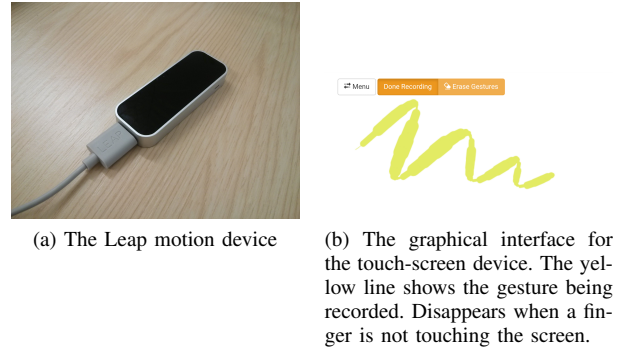 Menu
Done Recording
Erase Gestures
(a) The Leap motion device
(b) The graphical interface for
the touch-screen device. The yel-
low line shows the gesture being
recorded. Disappears when a fin-
ger is not touching the screen.